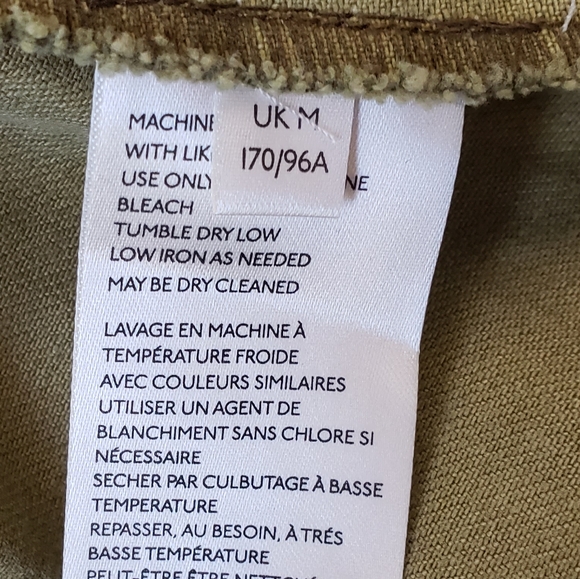 UK M
170/96A
MACHINE
WITH
USE ONLY
BLEACH
TUMBLE DRY LOW
LOW IRON AS NEEDED
MAY BE DRY CLEANED
LAVAGE EN MACHINE À
TEMPÉRATURE FROIDE
AVEC COULEURS SIMILAIRES
UTILISER UN AGENT DE
BLANCHIMENT SANS CHLORE SI
NÉCESSAIRE
SECHER PAR CULBUTAGE À BASSE
TEMPERATURE
REPASSER, AU BESOIN, À TRÉS
BASSE TEMPÉRATURE